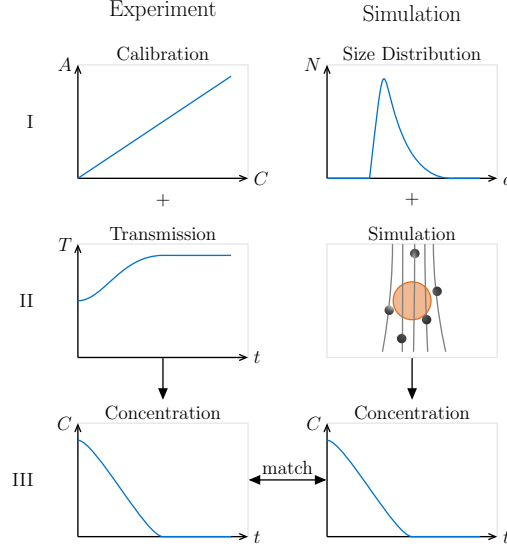 Experiment
Simulation
Calibration
Size Distribution
A
N
I
C
+
+
Transmission
Simulation
T
II
t
Concentration
Concentration
C
C
match
III
t
t